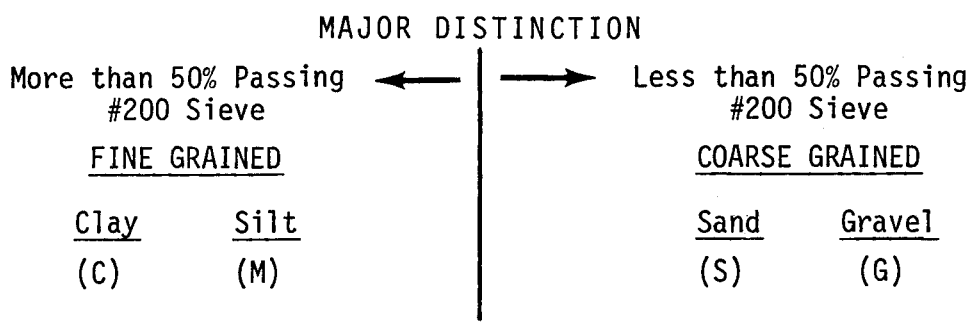 MAJOR DISTINCTION
More than 50% Passing
#200 Sieve
FINE GRAINED
Clay Silt
(C) (M)
Less than 50% Passing
#200 Sieve
COARSE GRAINED
Sand Gravel
(S) (G)